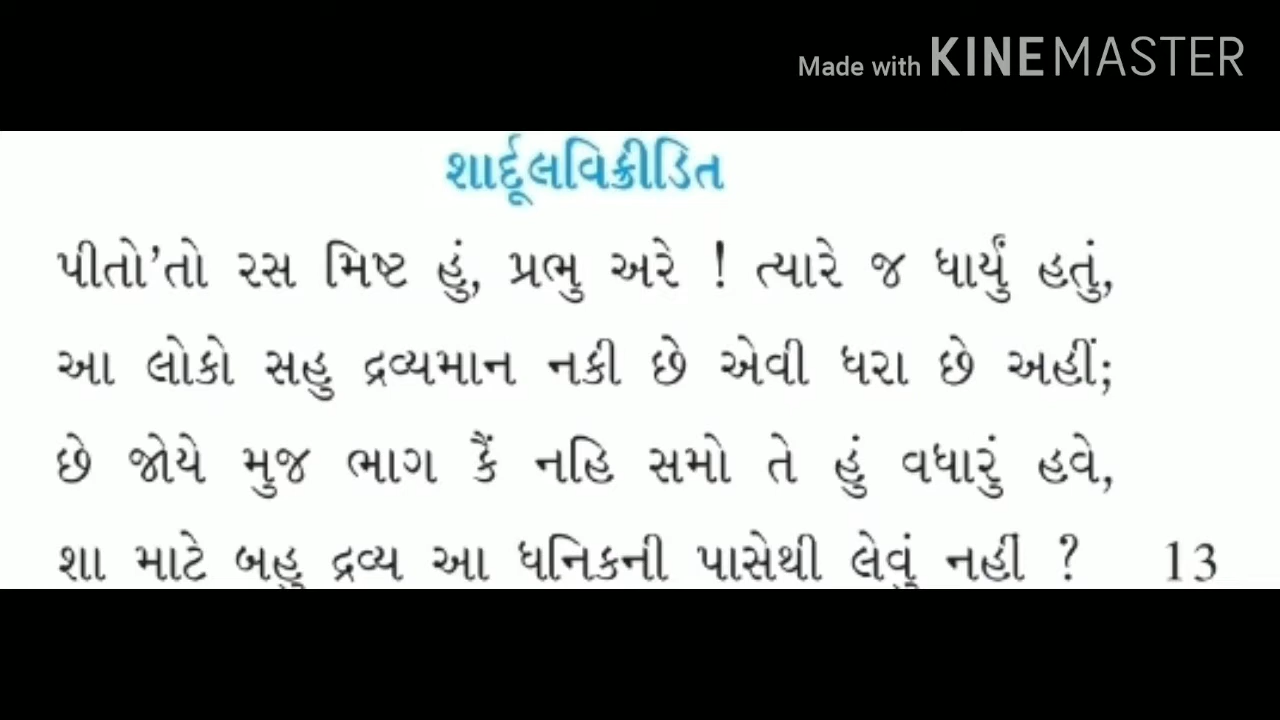 Made with KINEMASTER
શાર્દૂલવિક્રીડિત
પીતો'તો રસ મિષ્ટ હું, પ્રભુ અરે ! ત્યારે જ ધાર્યું હતું,
આ લોકો સહુ દ્રવ્યમાન નકી છે એવી ધરા છે અહીં;
છે જોયે મુજ ભાગ કૈં નહિ સમો તે હું વધારું હવે,
શા માટે બહુ દ્રવ્ય આ ધનિકની પાસેથી લેવું નહીં ? 13